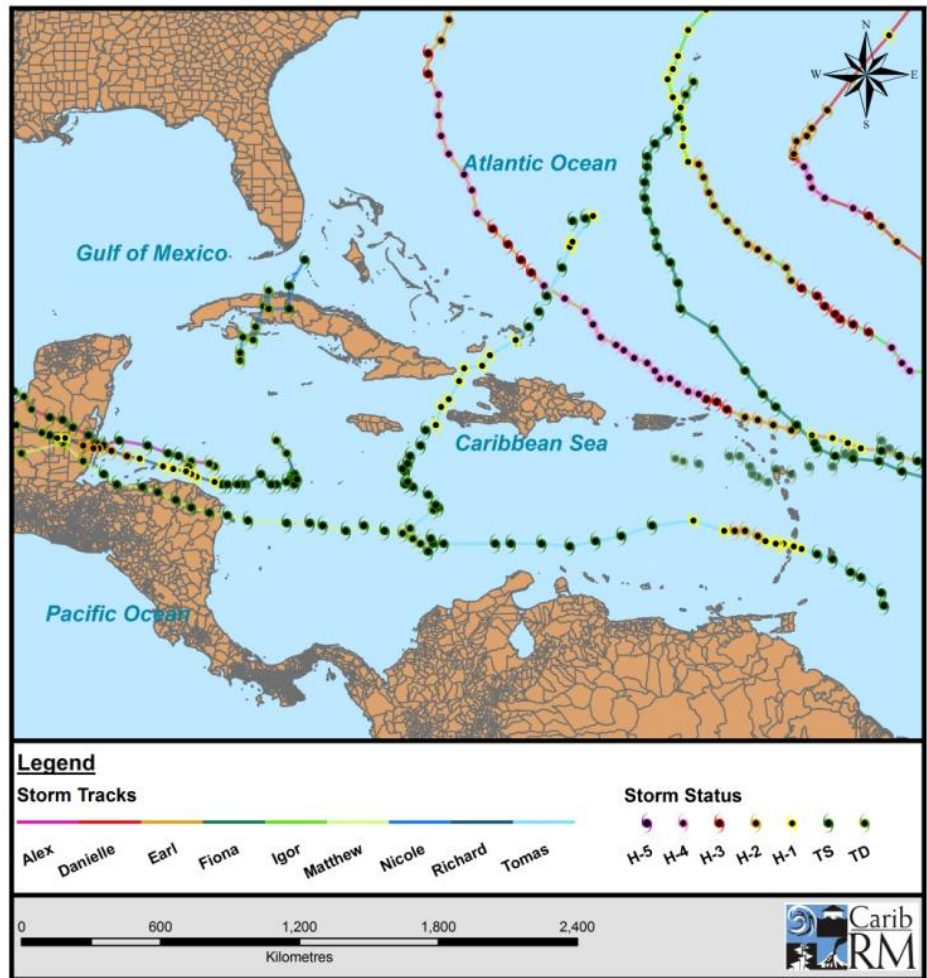 N
W E
S
Atlantic Ocean
Gulf of Mexico
Caribbean Sea
Pacific Ocean
Legend
Storm Tracks
Storm Status
Alex Danielle Earl Fiona Igor Matthew Nicole Richard Tomas
H-5 H-4 H-3 H-2 H-1 TS TD
0 600 1,200 1,800 2,400
Kilometres
Carib
RM